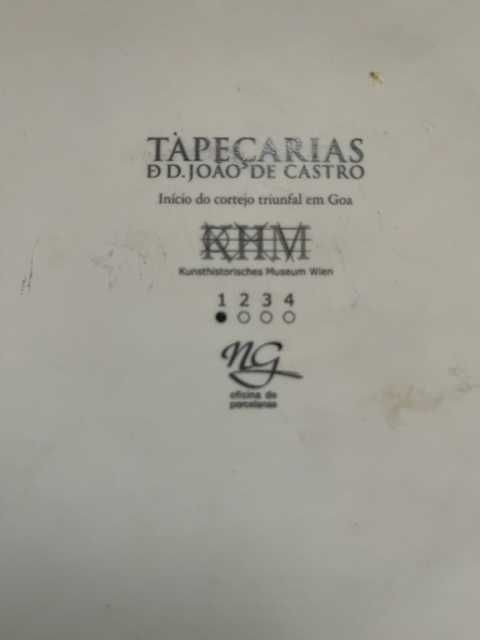 TAPEÇARIAS
Đ D. JOÃO DE CASTRO
Início do cortejo triunfal em Goa
KHM
Kunsthistorisches Museum Wien
1 2 3 4
NG
oficina de
porcelanas